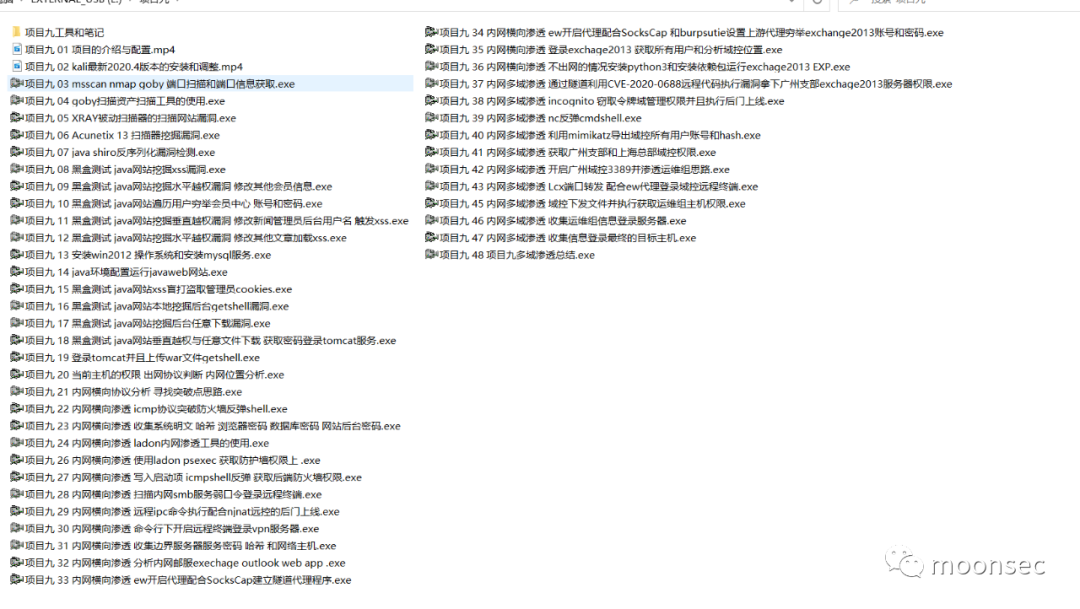 项目九工具和笔记
项目九 01 项目的介绍与配置.mp4
项目九 02 kali最新2020.4版本的安装和调整.mp4
项目九 03 msscan nmap goby 端口扫描和端口信息获取.exe
项目九 04 goby扫描资产扫描工具的使用.exe
项目九 05 XRAY被动扫描器的扫描网站漏洞.exe
项目九 06 Acunetix 13 扫描器挖掘漏洞.exe
项目九 07 java shiro反序列化漏洞检测.exe
项目九 08 黑盒测试 java网站挖掘xss漏洞.exe
项目九 09 黑盒测试 java网站挖掘水平越权漏洞 修改其他会员信息.exe
项目九 10 黑盒测试 java网站遍历用户穷举会员中心 账号和密码.exe
项目九 11 黑盒测试 java网站挖掘垂直越权漏洞 修改新闻管理员后台用户名 触发xss.exe
项目九 12 黑盒测试 java网站挖掘水平越权漏洞 修改其他文章加载xss.exe
项目九 13 安装win2012 操作系统和安装mysql服务.exe
项目九 14 java环境配置运行javaweb网站.exe
项目九 15 黑盒测试 java网站xss盲打盗取管理员cookies.exe
项目九 16 黑盒测试 java网站本地挖掘后台getshell漏洞.exe
项目九 17 黑盒测试 java网站挖掘后台任意下载漏洞.exe
项目九 18 黑盒测试 java网站垂直越权与任意文件下载 获取密码登录tomcat服务.exe
项目九 19 登录tomcat并且上传war文件getshell.exe
项目九 20 当前主机的权限 出网协议判断 内网位置分析.exe
项目九 21 内网横向协议分析 寻找突破点思路.exe
项目九 22 内网横向渗透 icmp协议突破防火墙反弹shell.exe
项目九 23 内网横向渗透 收集系统明文 哈希 浏览器密码 数据库密码 网站后台密码.exe
项目九 24 内网横向渗透 ladon内网渗透工具的使用.exe
项目九 26 内网横向渗透 使用ladon psexec 获取防护墙权限上 .exe
项目九 27 内网横向渗透 写入启动项 icmpshell反弹 获取后端防火墙权限.exe
项目九 28 内网横向渗透 扫描内网smb服务弱口令登录远程终端.exe
项目九 29 内网横向渗透 远程ipc命令执行配合njnat远控的后门上线.exe
项目九 30 内网横向渗透 命令行下开启远程终端登录vpn服务器.exe
项目九 31 内网横向渗透 收集边界服务器服务密码 哈希 和网络主机.exe
项目九 32 内网横向渗透 分析内网邮服exechage outlook web app .exe
项目九 33 内网横向渗透 ew开启代理配合SocksCap建立隧道代理程序.exe
项目九 34 内网横向渗透 ew开启代理配合SocksCap 和burpsutie设置上游代理穷举exchange2013账号和密码.exe
项目九 35 内网横向渗透 登录exchage2013 获取所有用户和分析域控位置.exe
项目九 36 内网横向渗透 不出网的情况安装python3和安装依赖包运行exchage2013 EXP.exe
项目九 37 内网多域渗透 通过隧道利用CVE-2020-0688远程代码执行漏洞拿下广州支部exchage2013服务器权限.exe
项目九 38 内网多域渗透 incognito 窃取令牌域管理权限并且执行后门上线.exe
项目九 39 内网多域渗透 nc反弹cmdshell.exe
项目九 40 内网多域渗透 利用mimikatz导出域控所有用户账号和hash.exe
项目九 41 内网多域渗透 获取广州支部和上海总部域控权限.exe
项目九 42 内网多域渗透 开启广州域控3389并渗透运维组思路.exe
项目九 43 内网多域渗透 Lcx端口转发 配合ew代理登录域控远程终端.exe
项目九 45 内网多域渗透 域控下发文件并执行获取运维组主机权限.exe
项目九 46 内网多域渗透 收集运维组信息登录服务器.exe
项目九 47 内网多域渗透 收集信息登录最终的目标主机.exe
项目九 48 项目九多域渗透总结.exe
moonsec